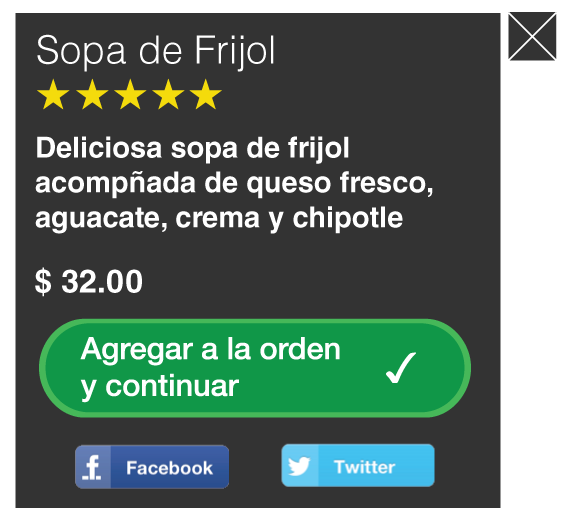 Sopa de Frijol
Deliciosa sopa de frijol
acompñada de queso fresco,
aguacate, crema y chipotle
$ 32.00
Agregar a la orden
y continuar
Facebook
Twitter